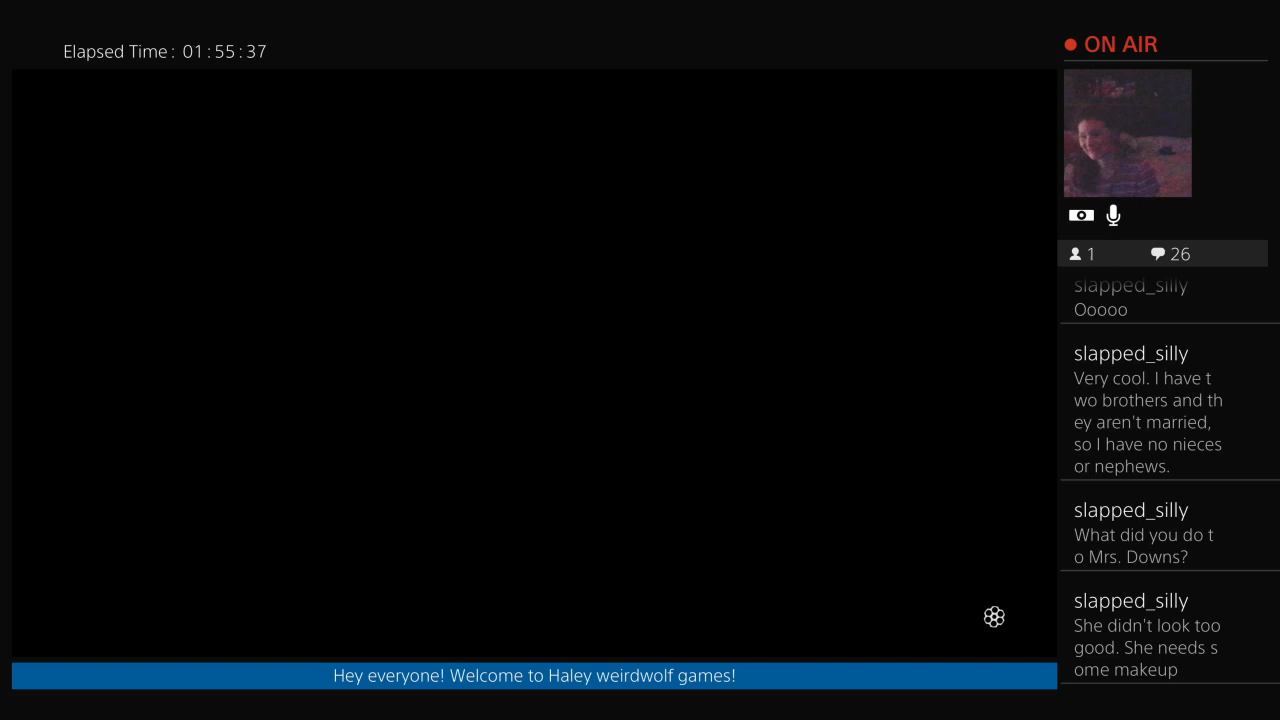 Elapsed Time: 01:55:37
ON AIR
1
26
slapped_silly
Ooooo
slapped_silly
Very cool. I have t
wo brothers and th
ey aren't married,
so I have no nieces
or nephews.
slapped_silly
What did you do t
o Mrs. Downs?
slapped_silly
She didn't look too
good. She needs s
ome makeup
Hey everyone! Welcome to Haley weirdwolf games!